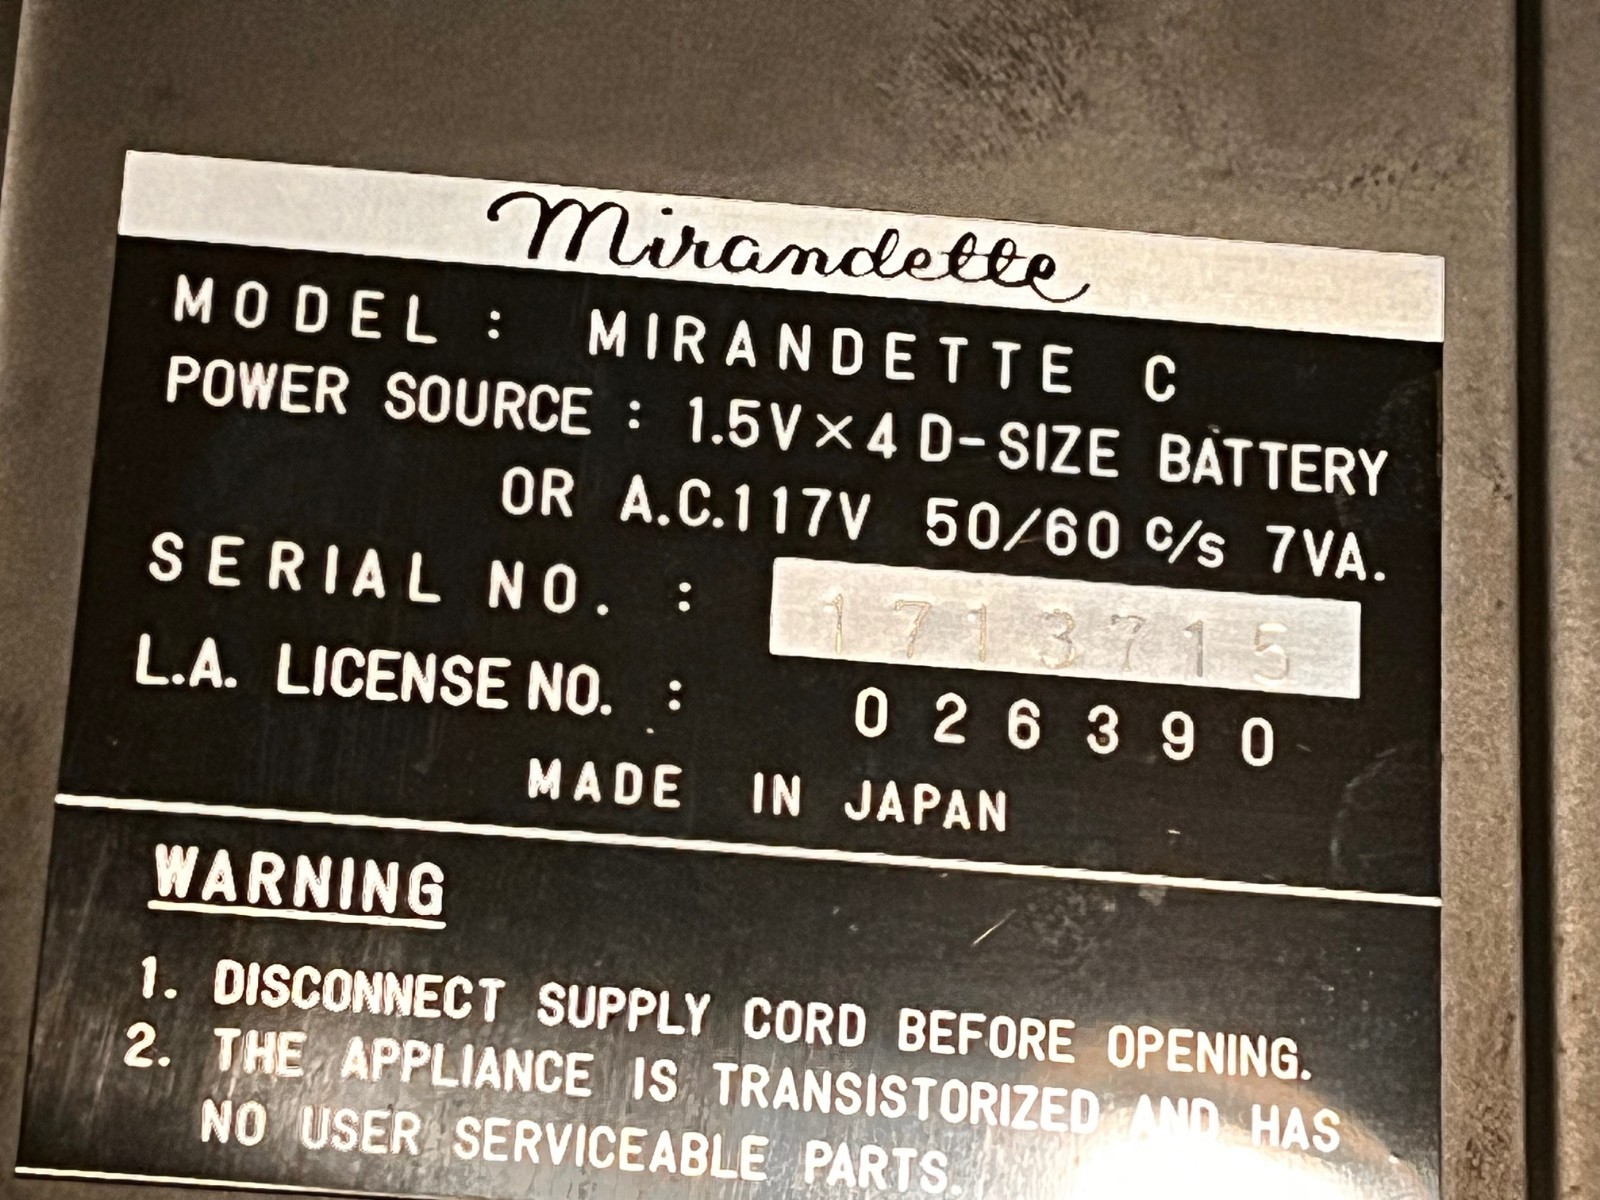 Mirandette
MODEL : MIRANDETTE C
POWER SOURCE : 1.5V×4 D-SIZE BATTERY
OR A.C.117V 50/60 c/s 7VA.
SERIAL NO. : 1713715
L.A. LICENSE NO. : 026390
MADE IN JAPAN
WARNING
1. DISCONNECT SUPPLY CORD BEFORE OPENING.
2. THE APPLIANCE IS TRANSISTORIZED AND HAS
NO USER SERVICEABLE PARTS.